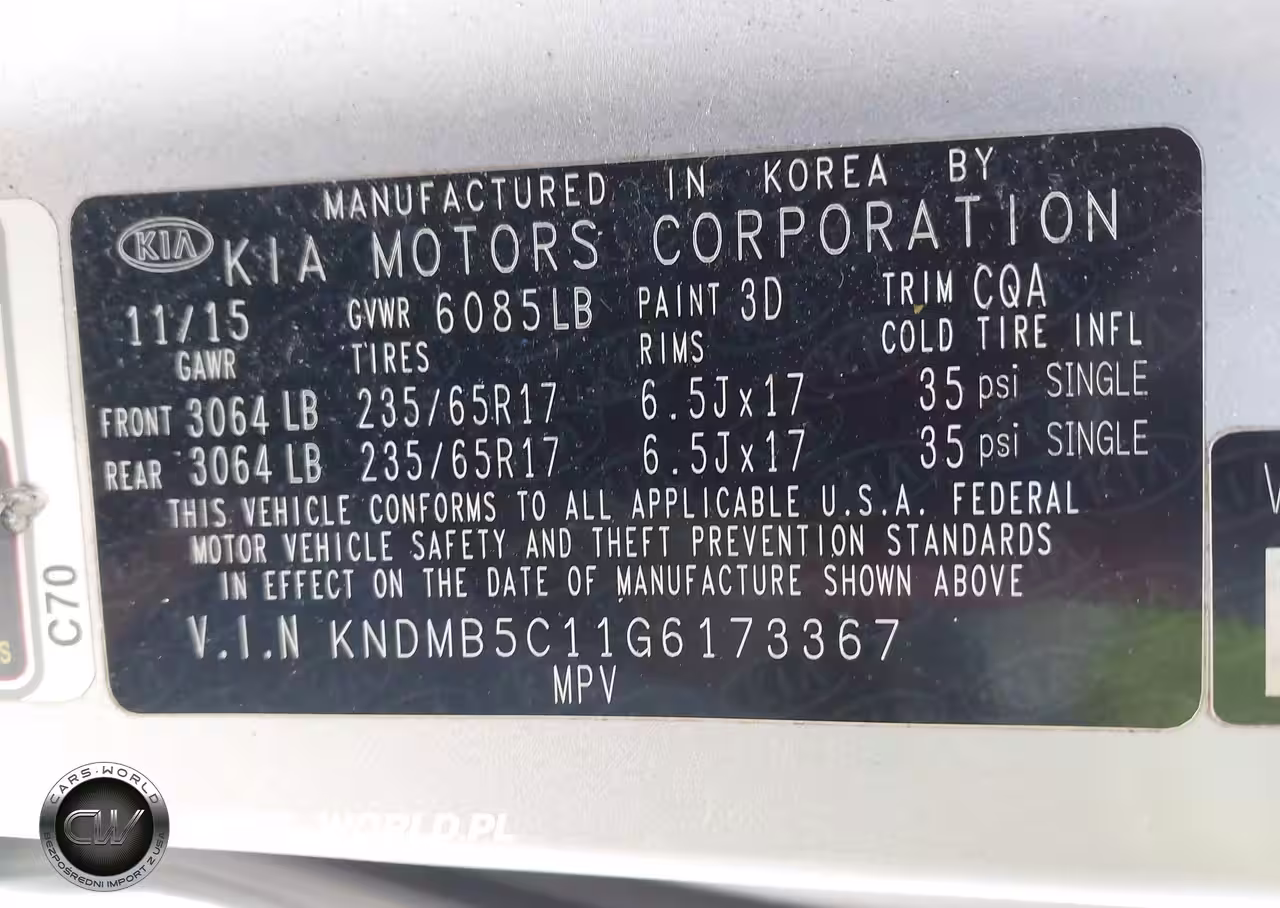 MANUFACTURED IN KOREA BY
KIA KIA MOTORS CORPORATION
11/15 GVWR 6085LB PAINT 3D TRIM CQA
GAWR TIRES RIMS COLD TIRE INFL
FRONT 3064 LB 235/65R17 6.5Jx17 35 psi SINGLE
REAR 3064 LB 235/65R17 6.5Jx17 35 psi SINGLE
THIS VEHICLE CONFORMS TO ALL APPLICABLE U.S.A. FEDERAL
MOTOR VEHICLE SAFETY AND THEFT PREVENTION STANDARDS
IN EFFECT ON THE DATE OF MANUFACTURE SHOWN ABOVE
V.I.N KNDMB5C11G6173367
MPV
C70
CARS-WORLD
CW
BEZPOŚREDNI IMPORT Z USA
WORLD.PL